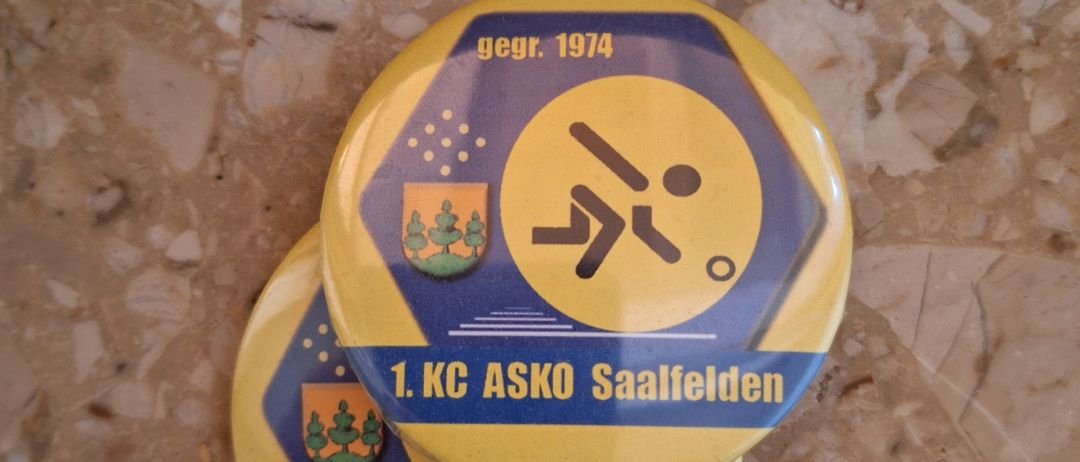 gegr. 1974
1. KC ASKO Saalfelden